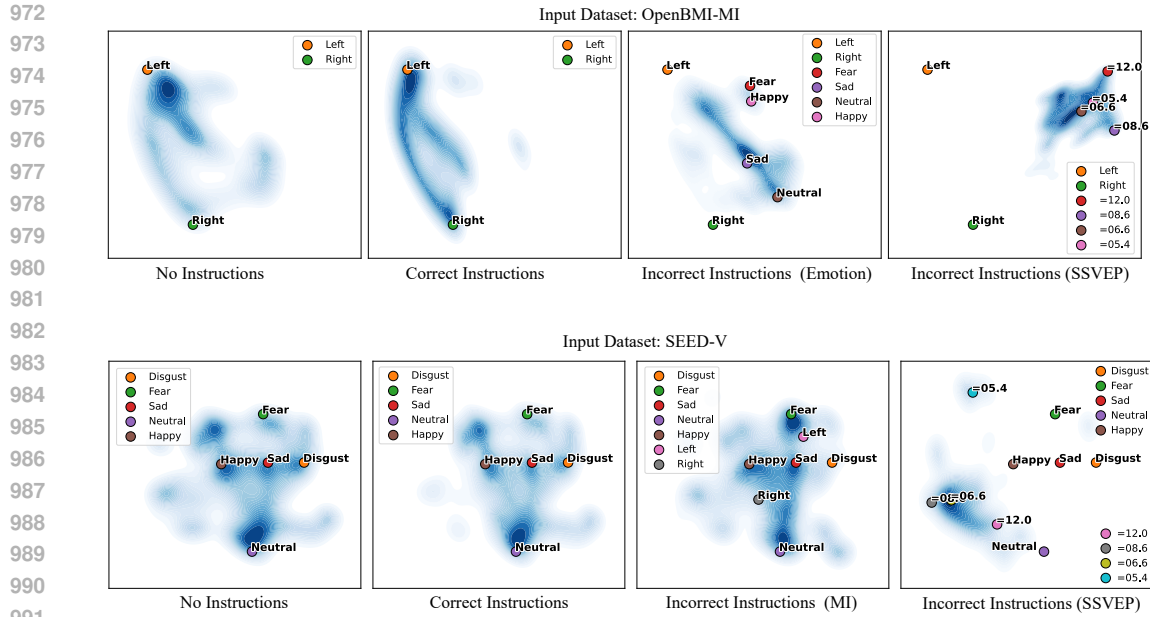 972
Input Dataset: OpenBMI-MI
973
974
975
976
977
978
979
980
981
982
983
984
985
986
987
988
989
990
991
Left
Right
Left
Right
No Instructions
Left
Right
Left
Right
Correct Instructions
Left
Right
Fear
Sad
Neutral
Happy
Left
Fear
Happy
Sad
Neutral
Right
Incorrect Instructions (Emotion)
Left
=12.0
=05.4
=06.6
=08.6
Right
Left
Right
=12.0
=08.6
=06.6
=05.4
Incorrect Instructions (SSVEP)
Input Dataset: SEED-V
Disgust
Fear
Sad
Neutral
Happy
Fear
Happy
Sad
Disgust
Neutral
No Instructions
Disgust
Fear
Sad
Neutral
Happy
Fear
Happy
Sad
Disgust
Neutral
Correct Instructions
Disgust
Fear
Sad
Neutral
Happy
Left
Right
Fear
Left
Happy
Sad
Disgust
Right
Neutral
Incorrect Instructions (MI)
=05.4
Disgust
Fear
Sad
Neutral
Happy
Fear
Happy
Sad
Disgust
=06.6
=12.0
Neutral
=12.0
=08.6
=06.6
=05.4
Incorrect Instructions (SSVEP)